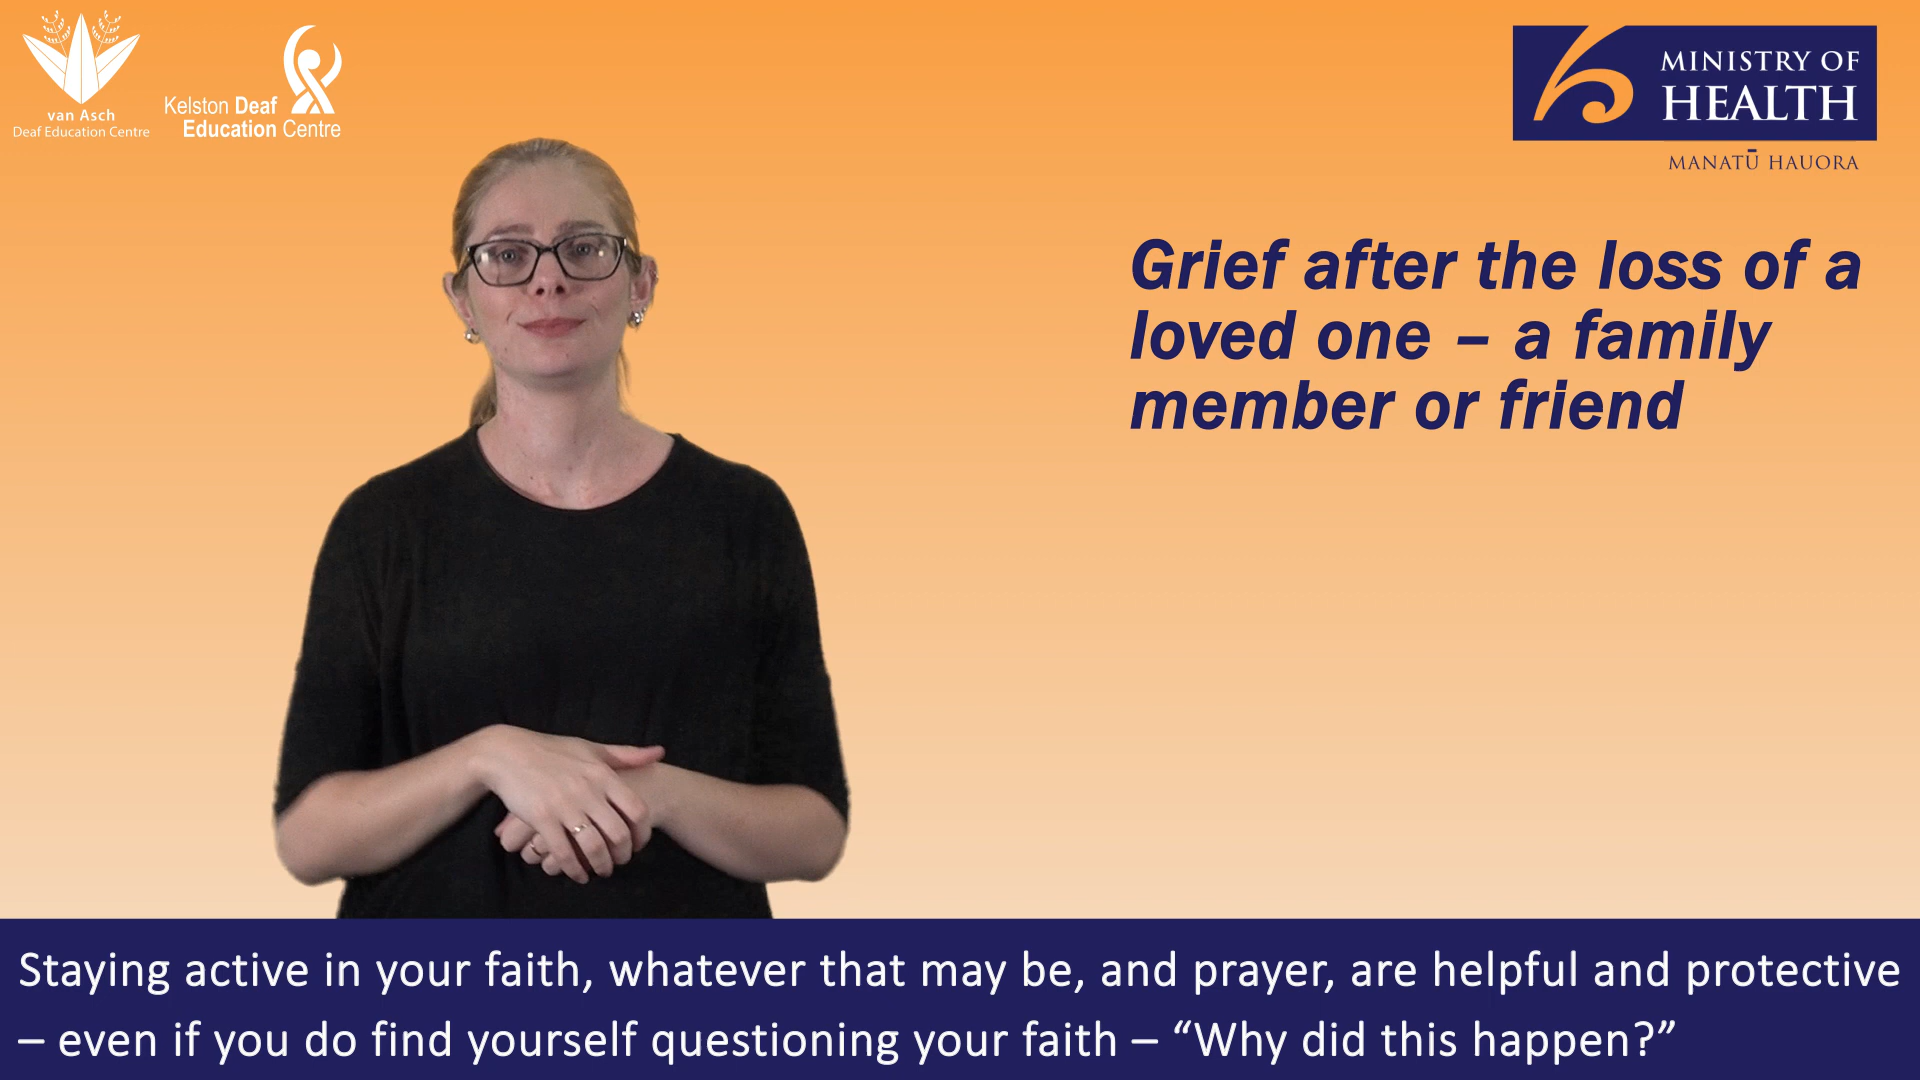 van Asch
Deaf Education Centre
Kelston Deaf
Education Centre
MINISTRY OF
HEALTH
MANATŪ HAUORA
Grief after the loss of a
loved one – a family
member or friend
Staying active in your faith, whatever that may be, and prayer, are helpful and protective
– even if you do find yourself questioning your faith – “Why did this happen?”